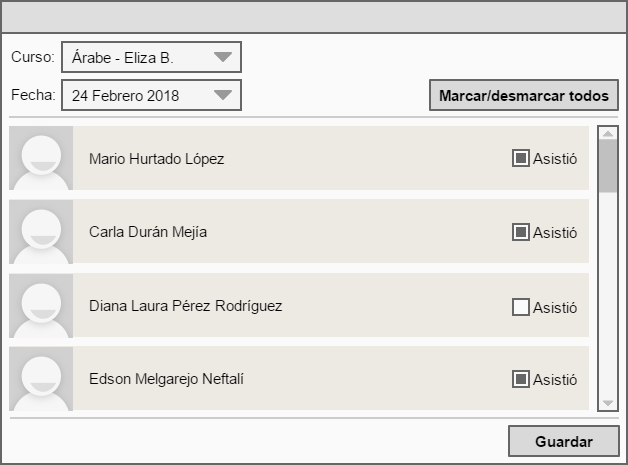 Curso: Árabe - Eliza B.
Fecha: 24 Febrero 2018
Marcar/desmarcar todos
Mario Hurtado López
Asistió
Carla Durán Mejía
Asistió
Diana Laura Pérez Rodríguez
Asistió
Edson Melgarejo Neftalí
Asistió
Guardar